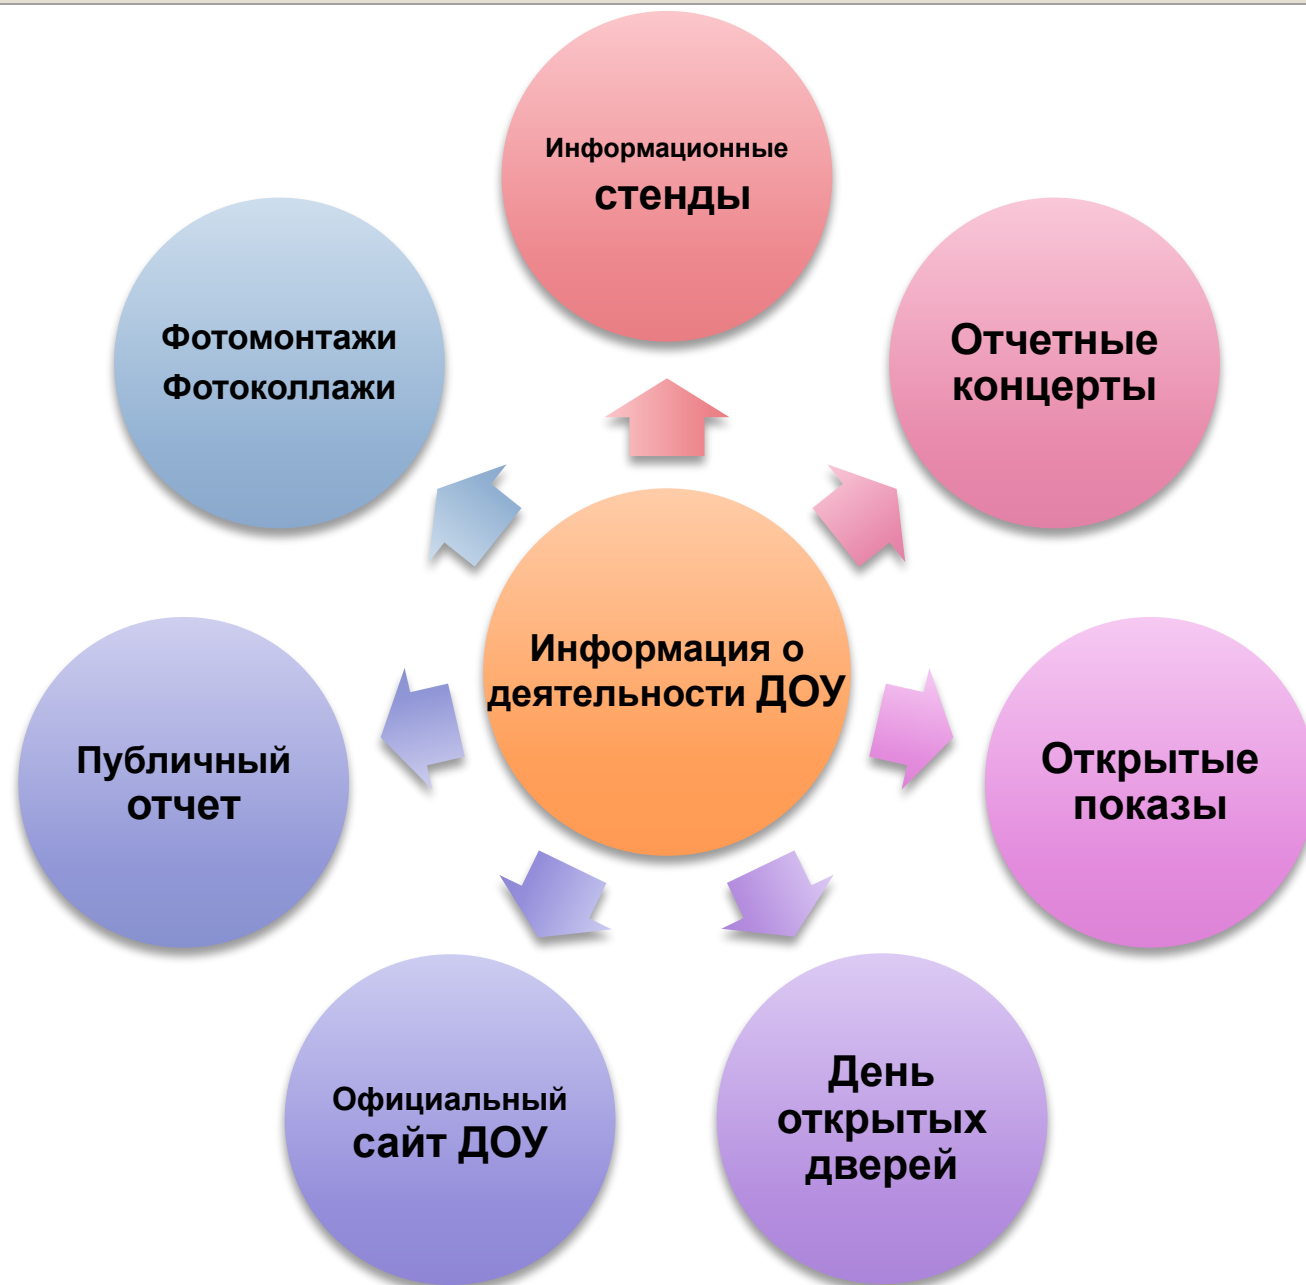 Информационные
стенды
Отчетные
концерты
Открытые
показы
День
открытых
дверей
Официальный
сайт ДОУ
Публичный
отчет
Фотомонтажи
Фотоколлажи
Информация о
деятельности ДОУ